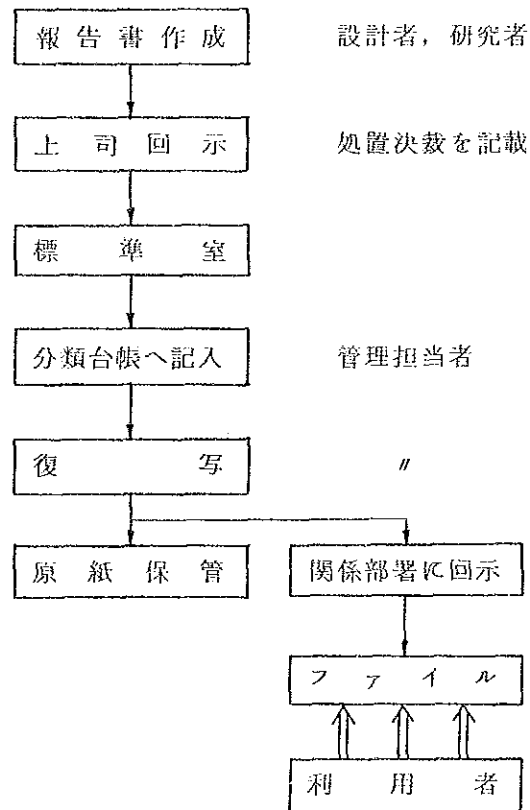 報告書作成 設計者，研究者
上司回示 処置決裁を記載
標準室
分類台帳へ記入 管理担当者
復写 〃
原紙保管 関係部署に回示
ファイル
利用者